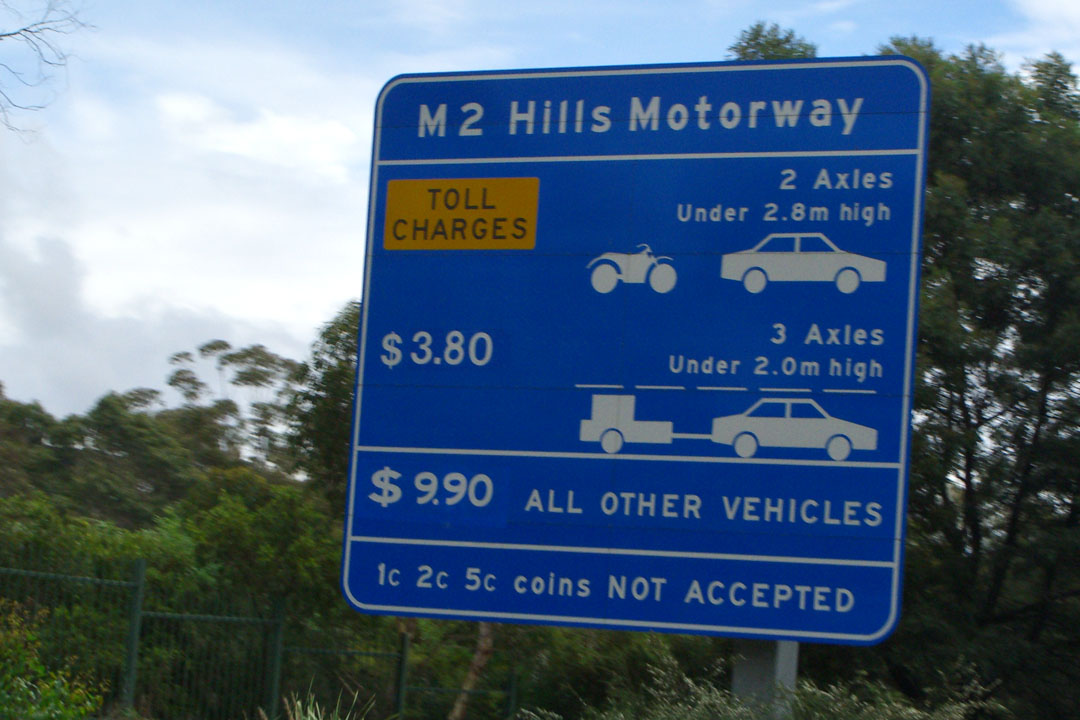 M2 Hills Motorway
TOLL
CHARGES
2 Axles
Under 2.8m high
$3.80
3 Axles
Under 2.0m high
$9.90 ALL OTHER VEHICLES
1c 2c 5c coins NOT ACCEPTED